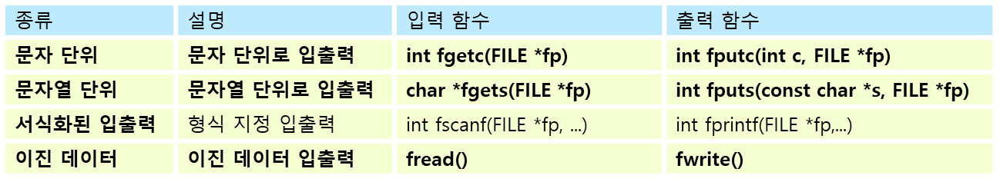 종류 설명 입력 함수 출력 함수
문자 단위 문자 단위로 입출력 int fgetc(FILE *fp) int fputc(int c, FILE *fp)
문자열 단위 문자열 단위로 입출력 char *fgets(FILE *fp) int fputs(const char *s, FILE *fp)
서식화된 입출력 형식 지정 입출력 int fscanf(FILE *fp, ...) int fprintf(FILE *fp,...)
이진 데이터 이진 데이터 입출력 fread() fwrite()